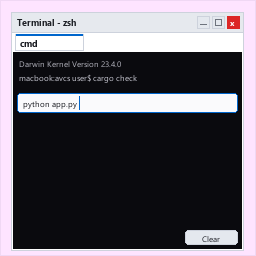 Terminal - zsh
cmd
Darwin Kernel Version 23.4.0
macbook:avcs user$ cargo check
python app.py
Clear